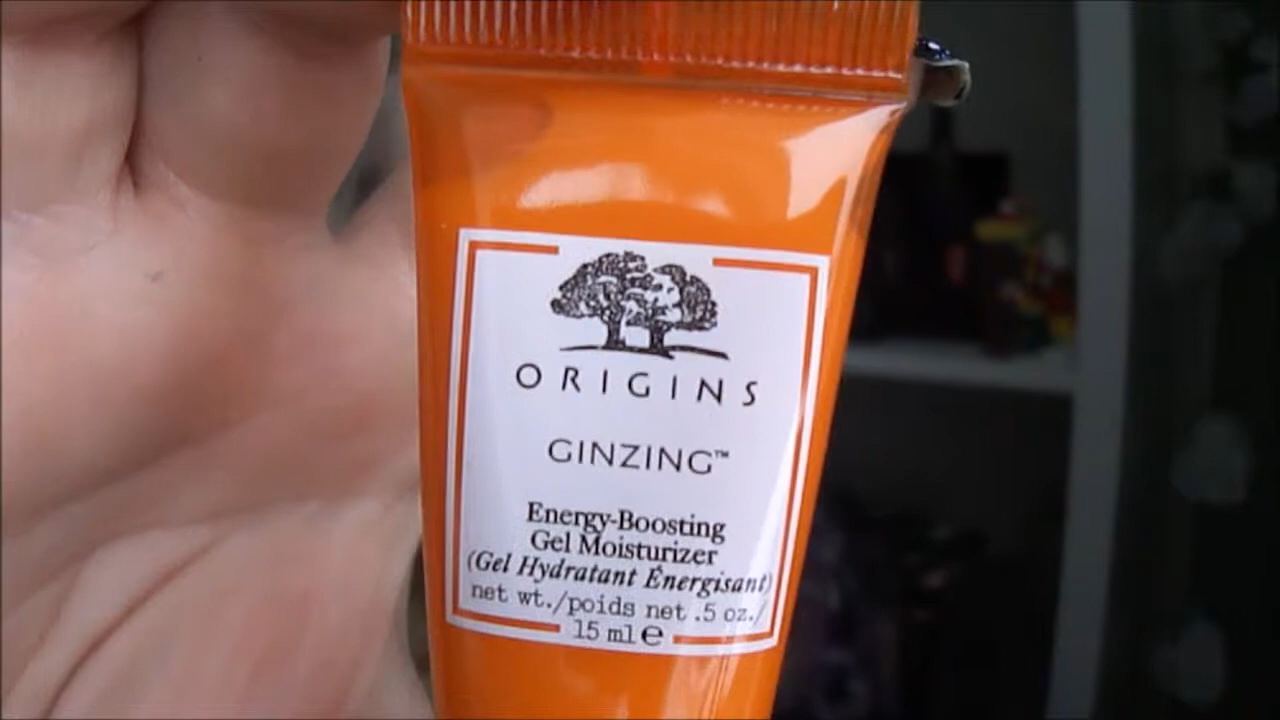 ORIGINS
GINZING™
Energy-Boosting
Gel Moisturizer
(Gel Hydratant Énergisant)
net wt./poids net .5 oz./
15 ml e